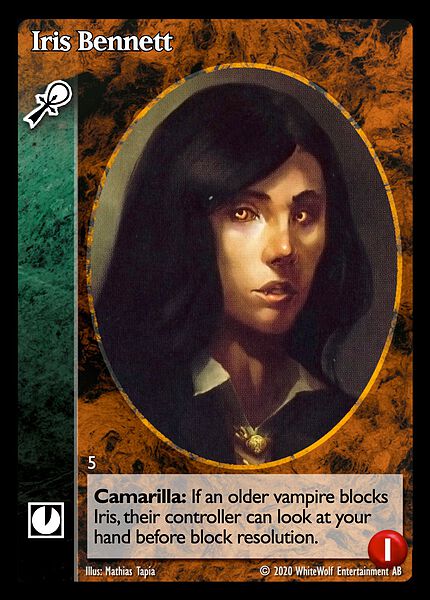 Iris Bennett
5
Camarilla: If an older vampire blocks
Iris, their controller can look at your
hand before block resolution.
1
Illus: Mathias Tapia
© 2020 WhiteWolf Entertainment AB